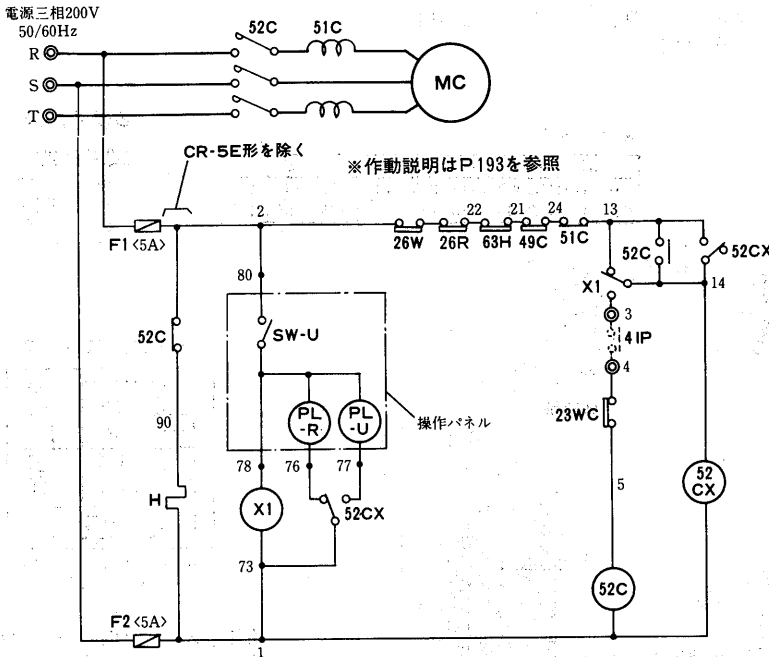 電源三相200V
50/60Hz
R
S
T
52C
51C
MC
CR-5E形を除く
※作動説明はP193を参照
F1<5A>
2
26W
26R
22
63H
21
49C
24
51C
13
52C
52CX
14
X1
80
SW-U
3
4IP
4
52C
PL
-R
PL
-U
操作パネル
23WC
90
78
76
77
5
52
CX
H
X1
52CX
73
52C
F2<5A>
1